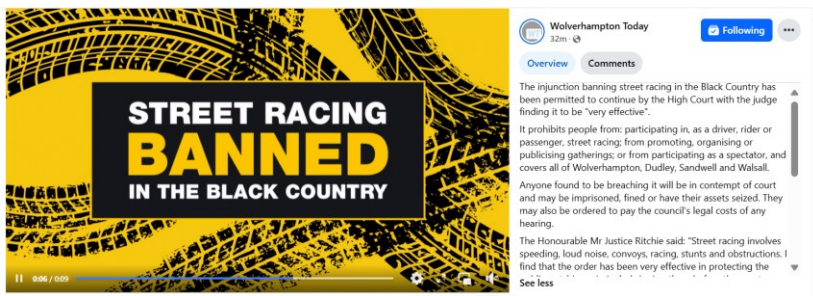 STREET RACING
BANNED
IN THE BLACK COUNTRY
0:06 / 0:09
Wolverhampton Today
32m ·
Following
Overview
Comments
The injunction banning street racing in the Black Country has
been permitted to continue by the High Court with the judge
finding it to be "very effective".
It prohibits people from: participating in, as a driver, rider or
passenger, street racing; from promoting, organising or
publicising gatherings; or from participating as a spectator, and
covers all of Wolverhampton, Dudley, Sandwell and Walsall.
Anyone found to be breaching it will be in contempt of court
and may be imprisoned, fined or have their assets seized. They
may also be ordered to pay the council's legal costs of any
hearing.
The Honourable Mr Justice Ritchie said: "Street racing involves
speeding, loud noise, convoys, racing, stunts and obstructions. I
find that the order has been very effective in protecting the
See less